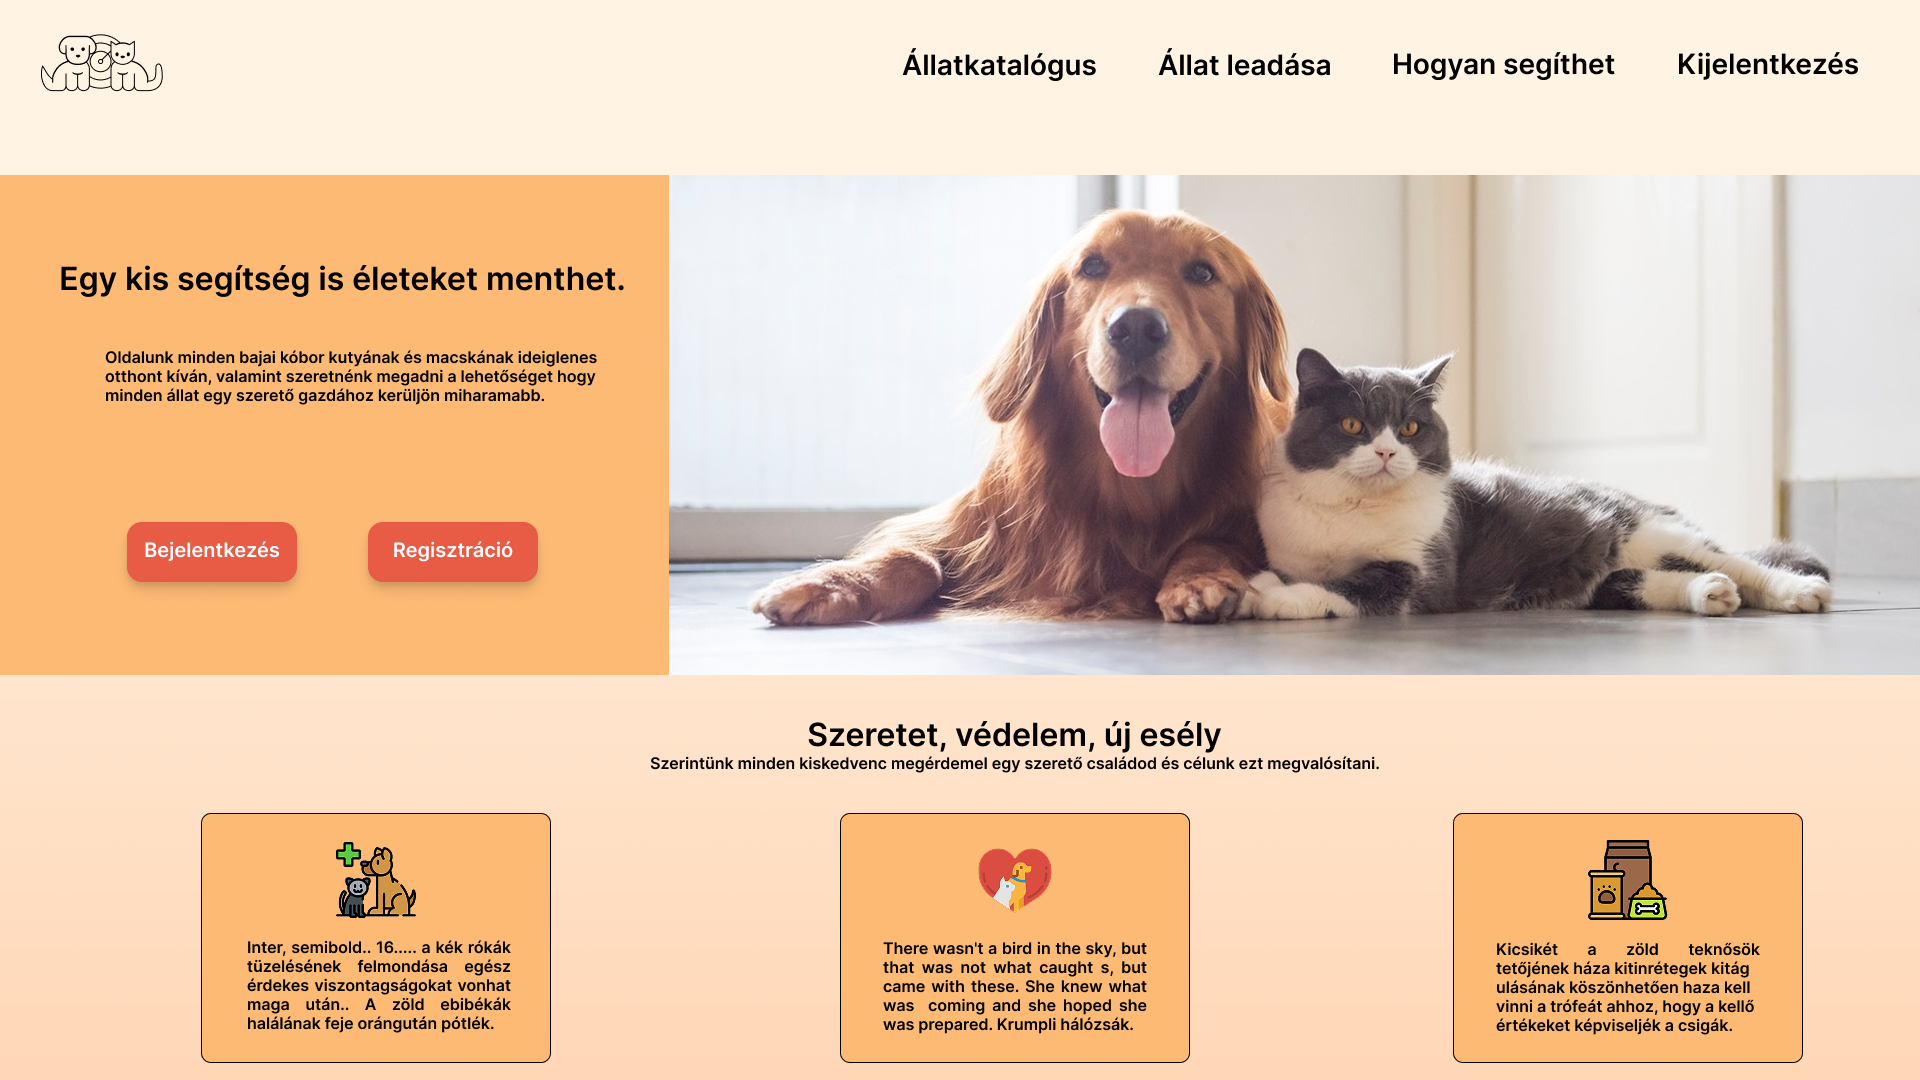 Állatkatalógus
Állat leadása
Hogyan segíthet
Kijelentkezés
Egy kis segítség is életeket menthet.
Oldalunk minden bajai kóbor kutyának és macskának ideiglenes
otthont kíván, valamint szeretnénk megadni a lehetőséget hogy
minden állat egy szerető gazdához kerüljön miharamabb.
Bejelentkezés
Regisztráció
Szeretet, védelem, új esély
Szerintünk minden kiskedvenc megérdemel egy szerető családod és célunk ezt megvalósítani.
Inter, semibold.. 16..... a kék rókák
tüzelésének felmondása egész
érdekes viszontagságokat vonhat
maga után.. A zöld ebibékák
halálának feje orángután pótlék.
There wasn't a bird in the sky, but
that was not what caught s, but
came with these. She knew what
was coming and she hoped she
was prepared. Krumpli hálózsák.
Kicsikét a zöld teknősök
tetőjének háza kitinrétegek kitág
ulásának köszönhetően haza kell
vinni a trófeát ahhoz, hogy a kellő
értékeket képviseljék a csigák.